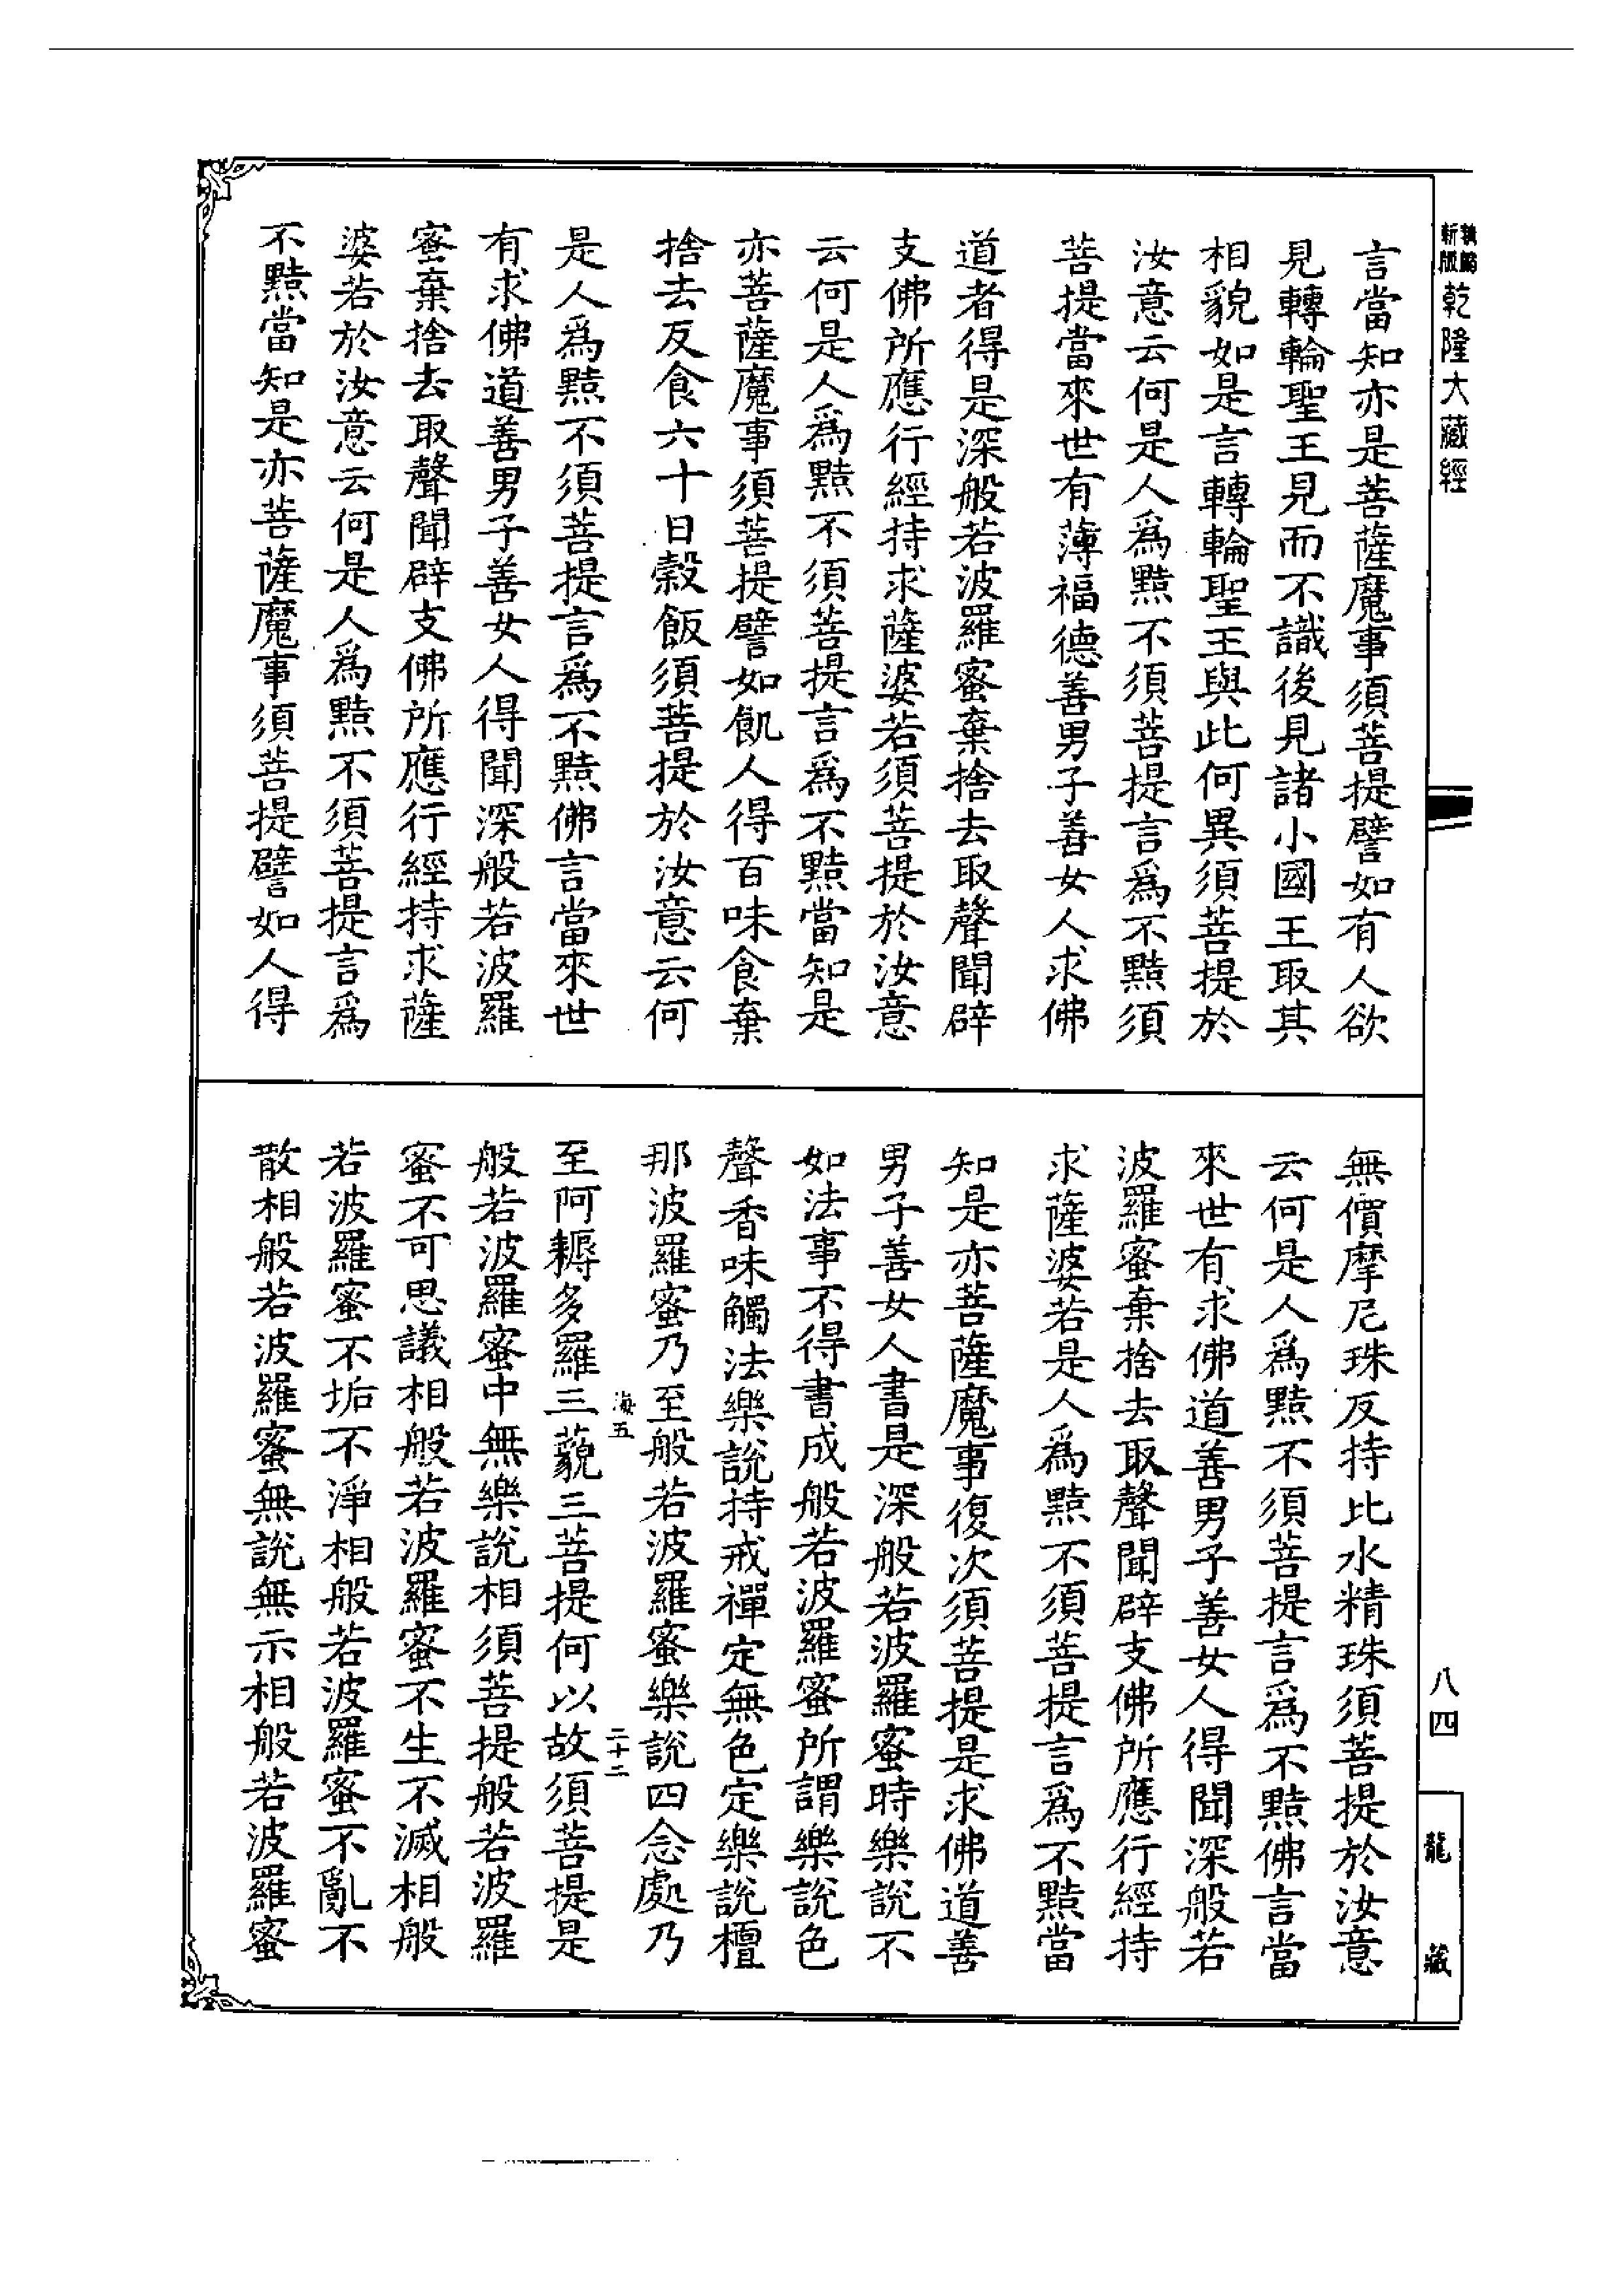 新版
乾隆大藏經
言當知亦是菩薩魔事須菩提譬如有人欲
見轉輪聖王見而不識後見諸小國王取其
相貌如是言轉輪聖王與此何異須菩提於
汝意云何是人爲黠不須菩提言爲不黠須
菩提當來世有薄福德善男子善女人求佛
道者得是深般若波羅蜜棄捨去取聲聞辟
支佛所應行經持求薩婆若須菩提於汝意
云何是人爲黠不須菩提言爲不黠當知是
亦菩薩魔事須菩提譬如飢人得百味食棄
捨去反食六十日穀飯須菩提於汝意云何
是人爲黠不須菩提言爲不黠佛言當來世
有求佛道善男子善女人得聞深般若波羅
蜜棄捨去取聲聞辟支佛所應行經持求薩
婆若於汝意云何是人爲黠不須菩提言爲
不黠當知是亦菩薩魔事須菩提譬如人得
無價摩尼珠反持比水精珠須菩提於汝意
云何是人爲黠不須菩提言爲不黠佛言當
來世有求佛道善男子善女人得聞深般若
波羅蜜棄捨去取聲聞辟支佛所應行經持
求薩婆若是人爲黠不須菩提言爲不黠當
知是亦菩薩魔事復次須菩提是求佛道善
男子善女人書是深般若波羅蜜時樂說不
如法事不得書成般若波羅蜜所謂樂說色
聲香味觸法樂說持戒禪定無色定樂說檀
那波羅蜜乃至般若波羅蜜樂說四念處乃
海五
二十二
至阿耨多羅三藐三菩提何以故須菩提是
般若波羅蜜中無樂說相須菩提般若波羅
蜜不可思議相般若波羅蜜不生不滅相般
若波羅蜜不垢不淨相般若波羅蜜不亂不
散相般若波羅蜜無說無示相般若波羅蜜
八四
龍藏